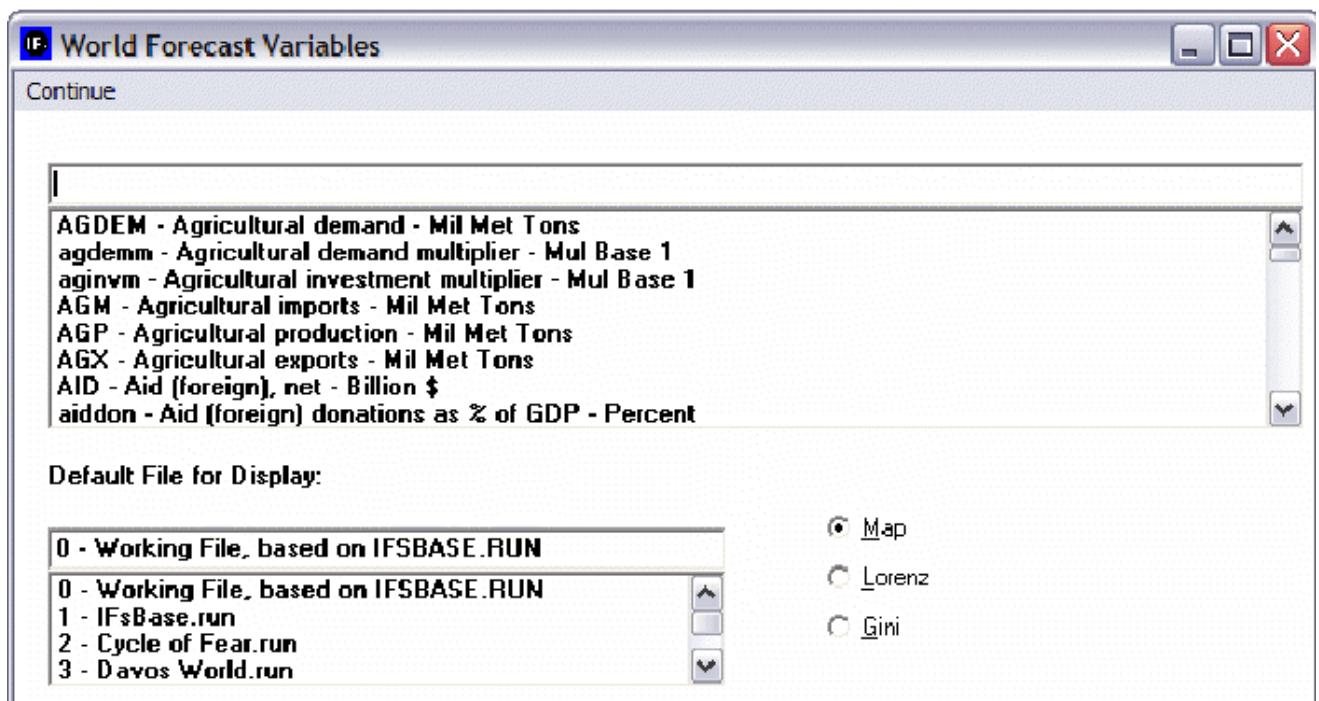 IFs World Forecast Variables
Continue
AGDEM - Agricultural demand - Mil Met Tons
agdemm - Agricultural demand multiplier - Mul Base 1
aginvm - Agricultural investment multiplier - Mul Base 1
AGM - Agricultural imports - Mil Met Tons
AGP - Agricultural production - Mil Met Tons
AGX - Agricultural exports - Mil Met Tons
AID - Aid (foreign), net - Billion $
aiddon - Aid (foreign) donations as % of GDP - Percent
Default File for Display:
0 - Working File, based on IFSBASE.RUN
0 - Working File, based on IFSBASE.RUN
1 - IFsBase.run
2 - Cycle of Fear.run
3 - Davos World.run
Map
Lorenz
Gini